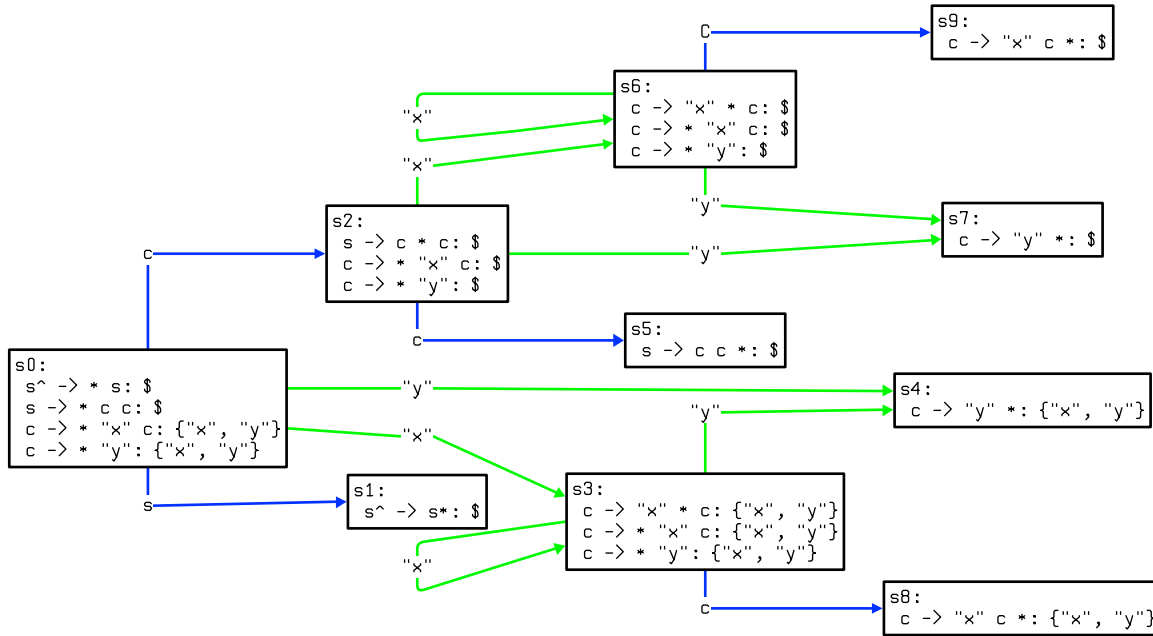 s9:
c -> "x" c *: $
C
s6:
c -> "x" * c: $
c -> * "x" c: $
c -> * "y": $
"x"
"x"
"y"
s7:
c -> "y" *: $
s2:
s -> c * c: $
c -> * "x" c: $
c -> * "y": $
"y"
c
c
s5:
s -> c c *: $
s0:
s^ -> * s: $
s -> * c c: $
c -> * "x" c: {"x", "y"}
c -> * "y": {"x", "y"}
"y"
s4:
c -> "y" *: {"x", "y"}
"y"
"x"
s
s1:
s^ -> s*: $
s3:
c -> "x" * c: {"x", "y"}
c -> * "x" c: {"x", "y"}
c -> * "y": {"x", "y"}
"x"
c
s8:
c -> "x" c *: {"x", "y"}